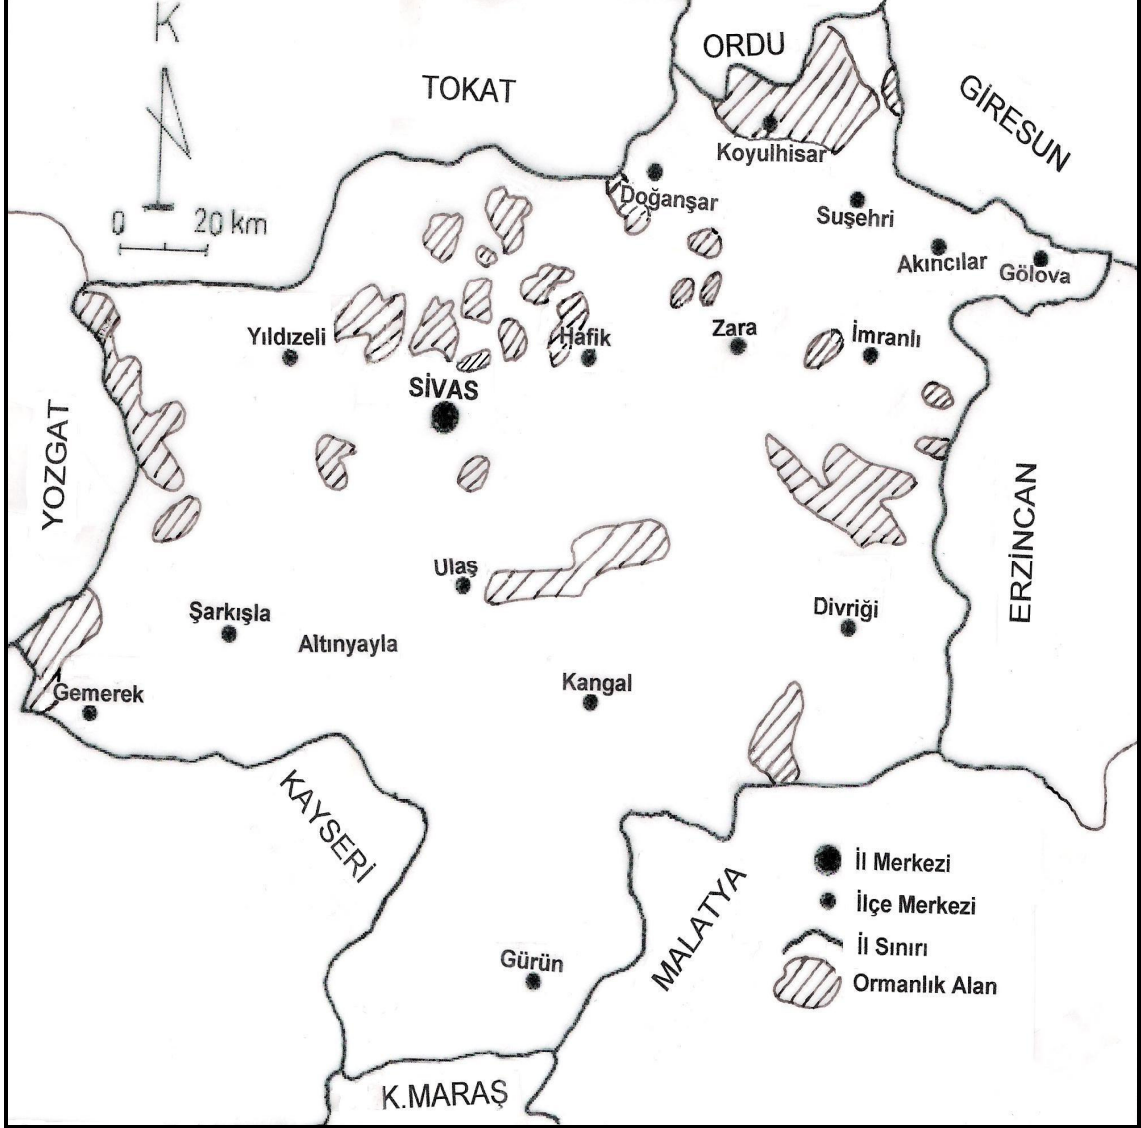 K
ORDU
TOKAT
GİRESUN
Koyulhisar
Doğanşar
0 20 km
Suşehri
Akıncılar
Gölova
Yıldızeli
Hafik
Zara
İmranlı
SİVAS
YOZGAT
ERZİNCAN
Ulaş
Şarkışla
Divriği
Altınyayla
Gemerek
Kangal
KAYSERİ
İl Merkezi
İlçe Merkezi
MALATYA
İl Sınırı
Gürün
Ormanlık Alan
K.MARAŞ